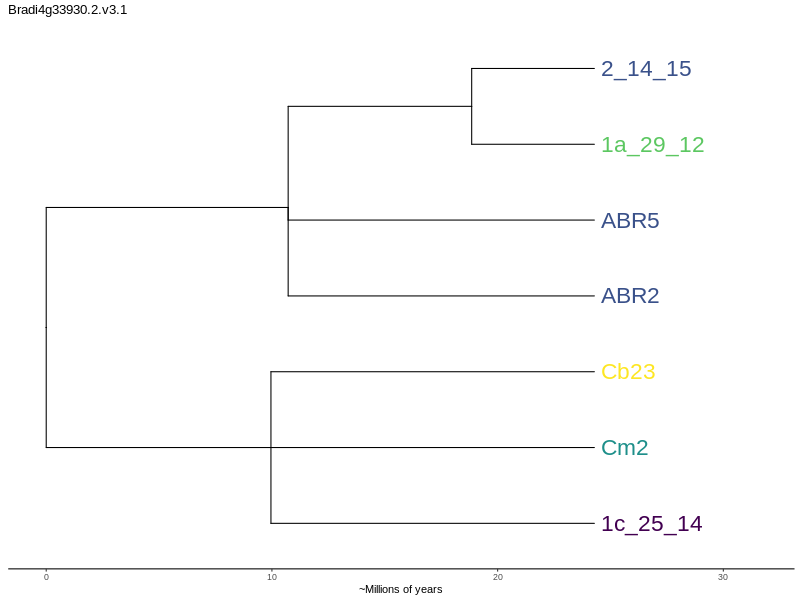 Bradi4g33930.2.v3.1
2_14_15
1a_29_12
ABR5
ABR2
Cb23
Cm2
1c_25_14
0 10 20 30
~Millions of years